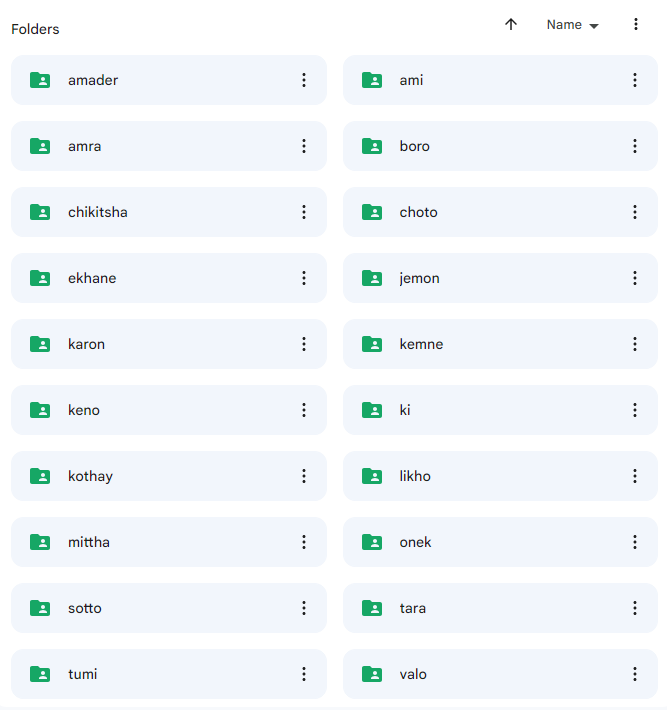 Folders Name
amader ami
amra boro
chikitsha choto
ekhane jemon
karon kemne
keno ki
kothay likho
mittha onek
sotto tara
tumi valo